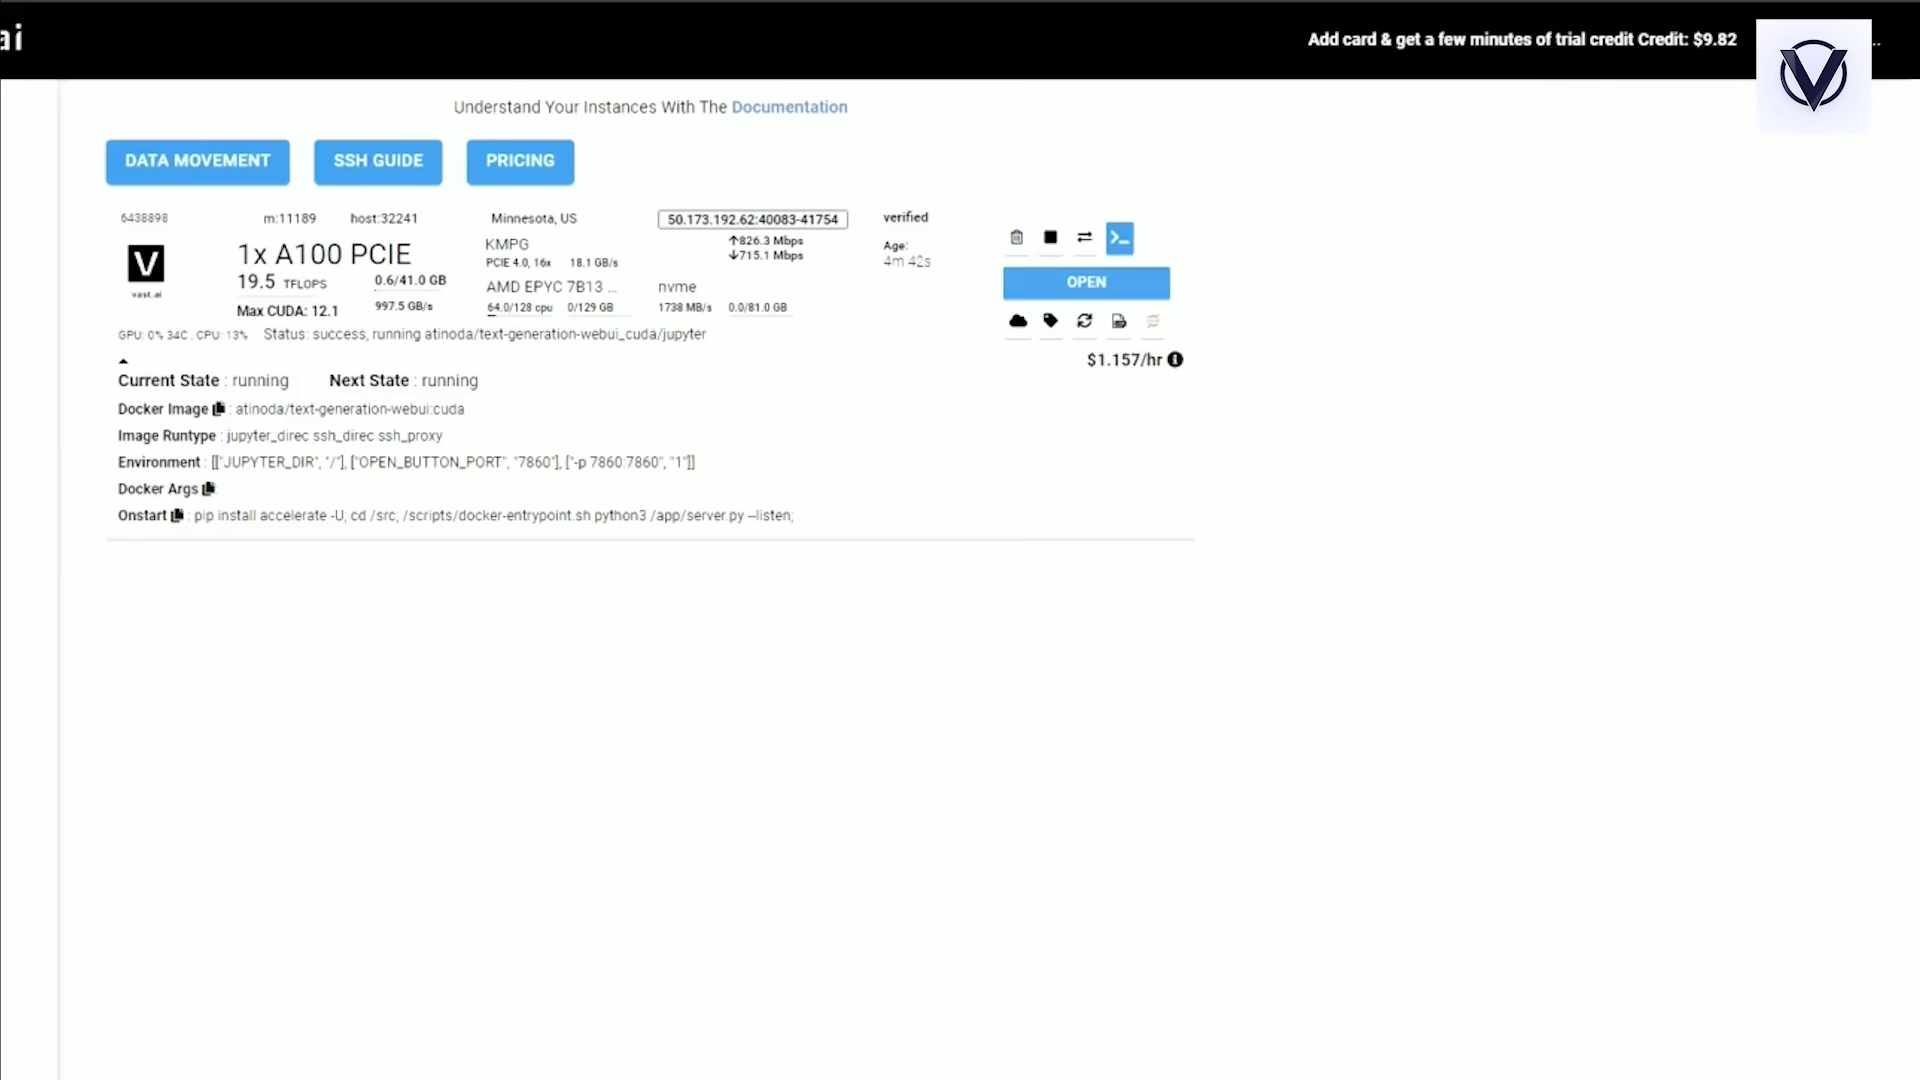 ai
Add card & get a few minutes of trial credit Credit: $9.82
V
Understand Your Instances With The Documentation
DATA MOVEMENT SSH GUIDE PRICING
6438898 m:11189 host:32241 Minnesota, US 50.173.192.62:40083-41754 verified
V
vast.ai
1x A100 PCIE
19.5 TFLOPS 0.6/41.0 GB
Max CUDA: 12.1 997.5 GB/s
KMPG
PCIE 4.0, 16x 18.1 GB/s
AMD EPYC 7B13 ...
64.0/128 cpu 0/129 GB
↑826.3 Mbps
↓715.1 Mbps
nvme
1738 MB/s 0.0/81.0 GB
Age:
4m 42s
>_
OPEN
$1.157/hr
GPU: 0% 34C , CPU: 13% Status: success, running atinoda/text-generation-webui_cuda/jupyter
Current State : running Next State : running
Docker Image : atinoda/text-generation-webui:cuda
Image Runtype : jupyter_direc ssh_direc ssh_proxy
Environment : [["JUPYTER_DIR", "/"], ["OPEN_BUTTON_PORT", "7860"], ["-p 7860:7860", "1"]]
Docker Args :
Onstart : pip install accelerate -U; cd /src; /scripts/docker-entrypoint.sh python3 /app/server.py --listen;